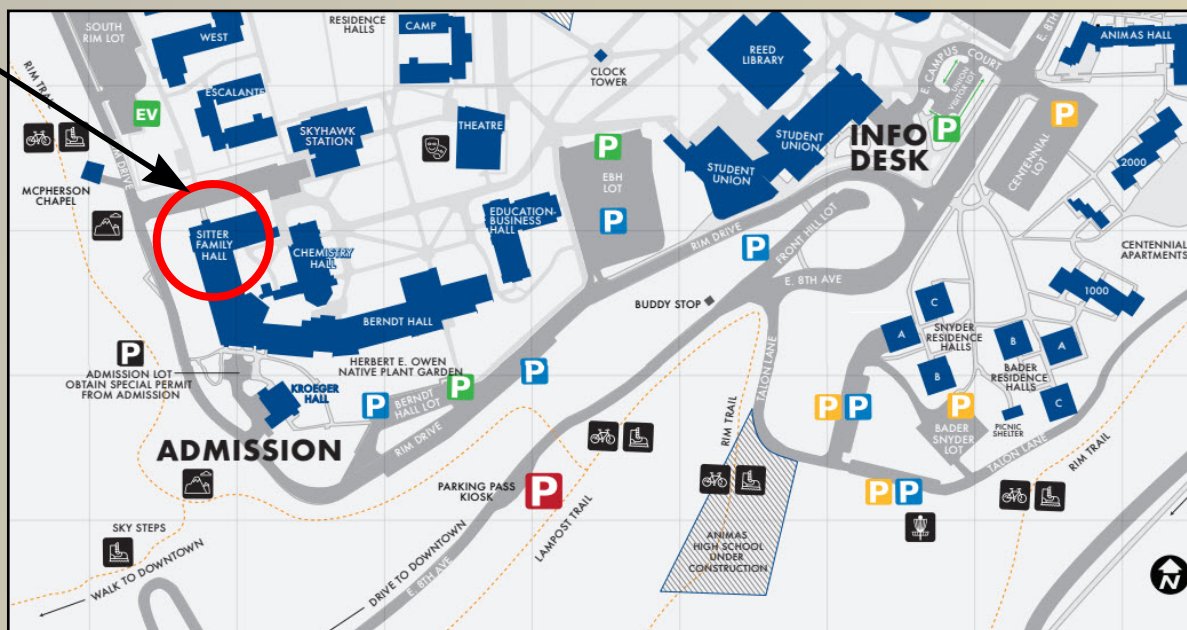 SOUTH
RIM LOT
WEST
RESIDENCE
HALLS
CAMP
CLOCK
TOWER
REED
LIBRARY
E. CAMPUS COURT
UNION
VISITOR LOT
E. 8TH
ANIMAS HALL
RIM TRAIL
EV
ESCALANTE
SKYHAWK
STATION
THEATRE
P
EBH
LOT
P
STUDENT
UNION
STUDENT
UNION
INFO
DESK
P
P
CENTENNIAL
LOT
2000
MCPHERSON
CHAPEL
DRIVE
SITTER
FAMILY
HALL
CHEMISTRY
HALL
EDUCATION-
BUSINESS
HALL
RIM DRIVE
P
FRONT HILL LOT
E. 8TH AVE
CENTENNIAL
APARTMENTS
1000
BUDDY STOP
BERNDT HALL
HERBERT E. OWEN
NATIVE PLANT GARDEN
P
ADMISSION LOT
OBTAIN SPECIAL PERMIT
FROM ADMISSION
KROEGER
HALL
P
BERNDT
HALL LOT
P
P
RIM DRIVE
TALON LANE
C
A
B
SNYDER
RESIDENCE
HALLS
B
A
C
BADER
RESIDENCE
HALLS
PICNIC
SHELTER
P
P
P
BADER
SNYDER
LOT
TALON LANE
RIM TRAIL
RIM TRAIL
ADMISSION
PARKING PASS
KIOSK
P
LAMPOST TRAIL
P
P
ANIMAS
HIGH SCHOOL
UNDER
CONSTRUCTION
SKY STEPS
WALK TO DOWNTOWN
DRIVE TO DOWNTOWN
E. 8TH AVE
N